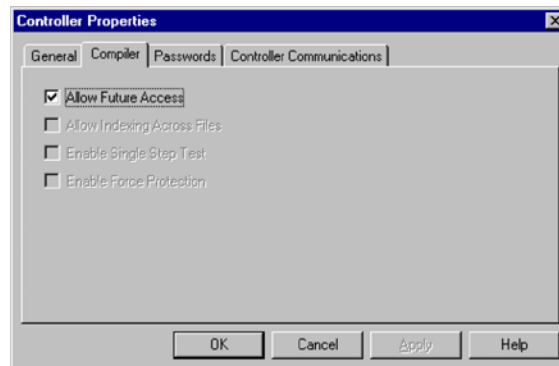 Controller Properties
General Compiler Passwords Controller Communications
Allow Future Access
Allow Indexing Across Files
Enable Single Step Test
Enable Force Protection
OK Cancel Apply Help